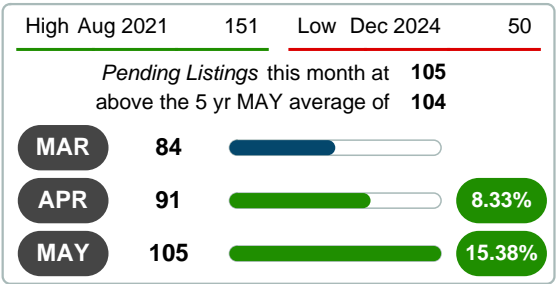 High Aug 2021 151 Low Dec 2024 50
Pending Listings this month at 105
above the 5 yr MAY average of 104
MAR 84
APR 91 8.33%
MAY 105 15.38%